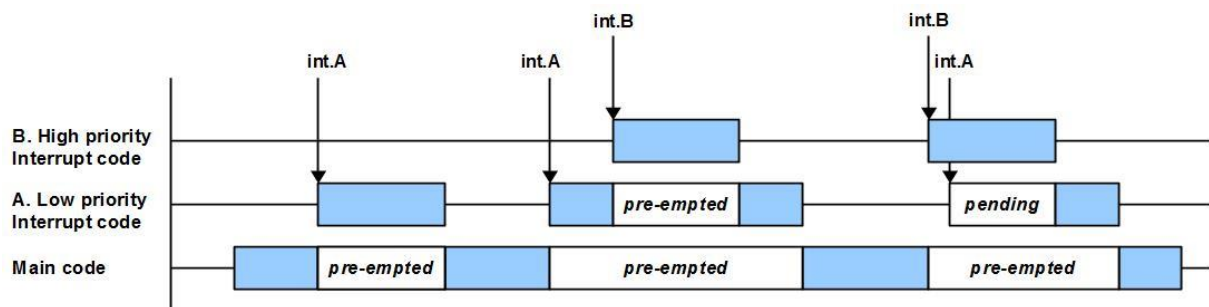 int.B
int.B
int.A
int.A
int.A
B. High priority
Interrupt code
A. Low priority
Interrupt code
pre-empted
pending
Main code
pre-empted
pre-empted
pre-empted